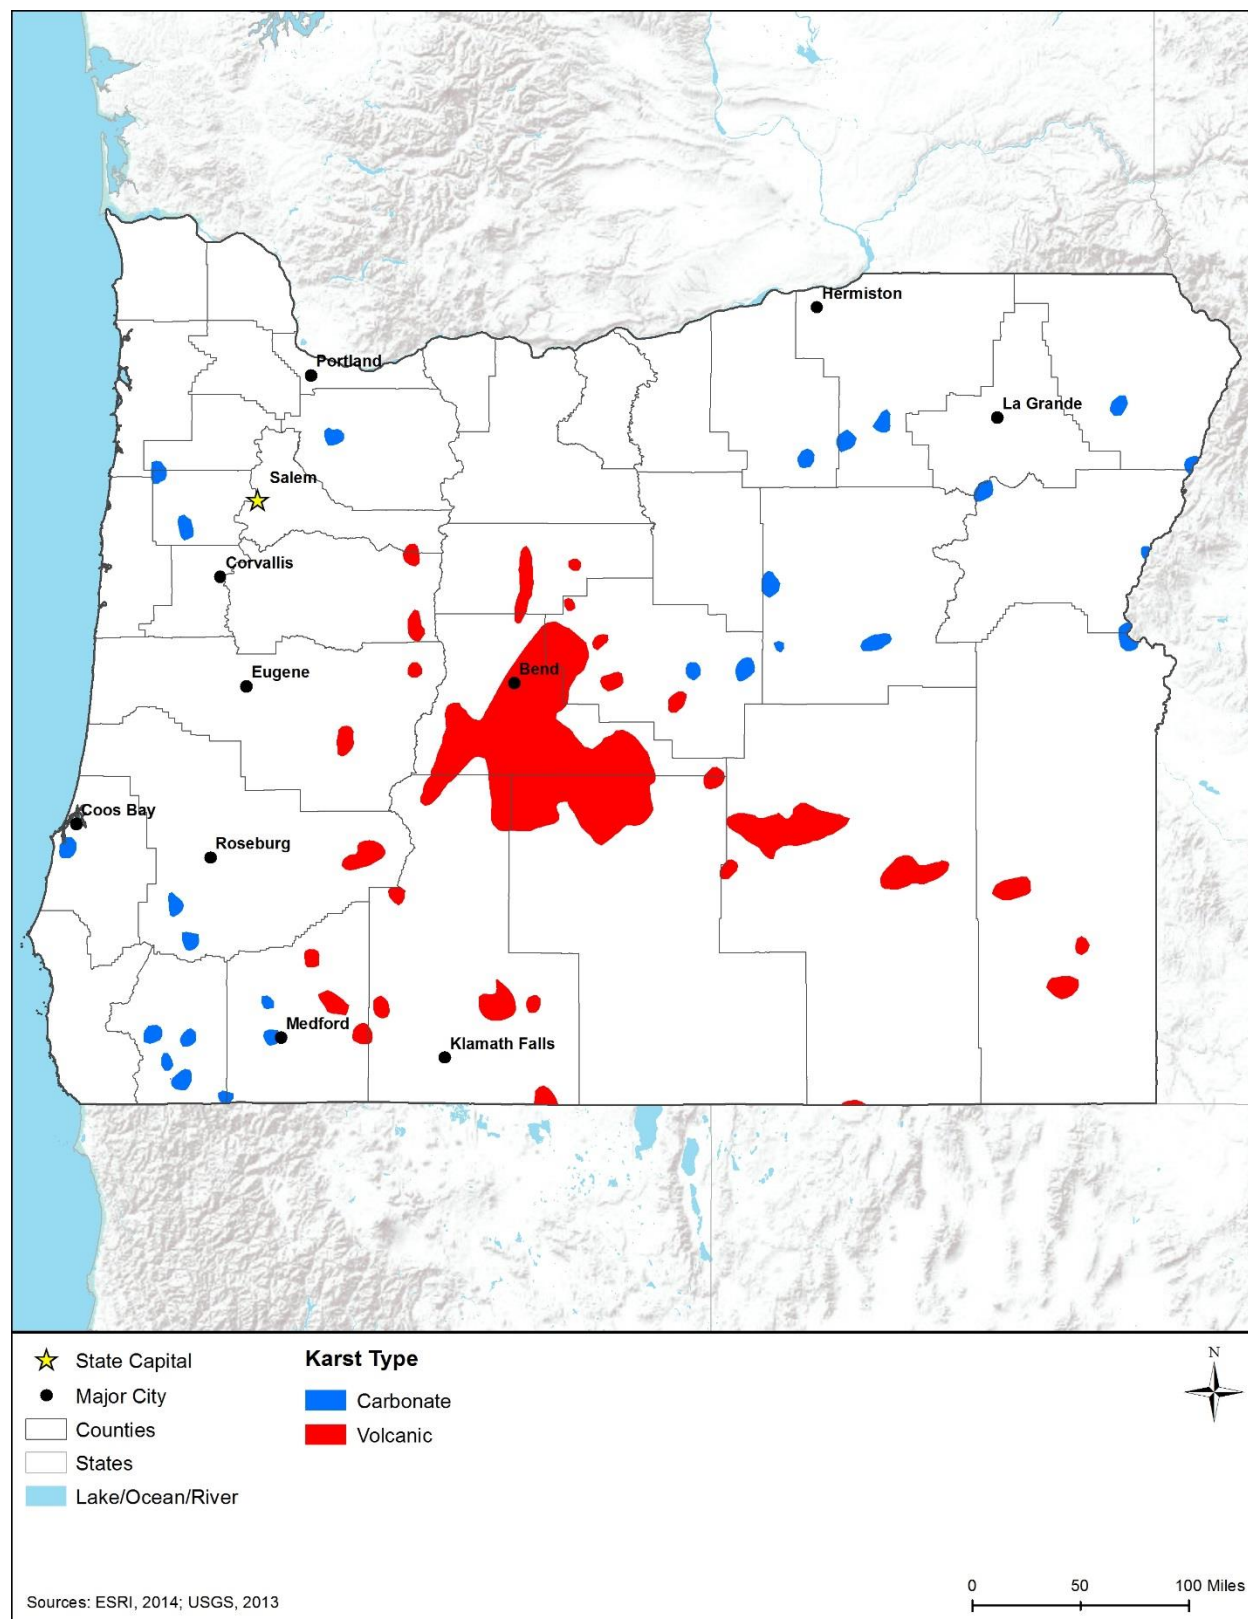 Hermiston
Portland
La Grande
Salem
Corvallis
Eugene
Bend
Coos Bay
Roseburg
Medford
Klamath Falls
State Capital
Major City
Counties
States
Lake/Ocean/River
Karst Type
Carbonate
Volcanic
N
Sources: ESRI, 2014; USGS, 2013
0 50 100 Miles